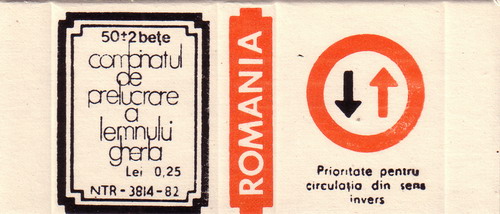 50±2 bețe
combinatul
de
prelucrare
a
lemnului
gherla
Lei 0,25
NTR-3814-82
ROMANIA
Prioritate pentru
circulația din sens
invers